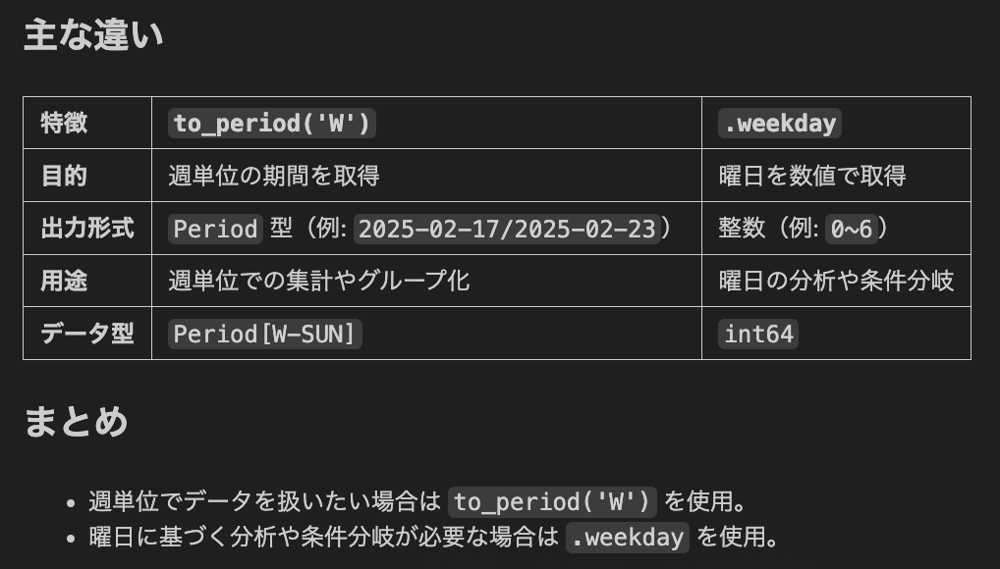 主な違い
特徴 to_period('W') .weekday
目的 週単位の期間を取得 曜日を数値で取得
出力形式 Period 型（例: 2025-02-17/2025-02-23） 整数（例: 0~6）
用途 週単位での集計やグループ化 曜日の分析や条件分岐
データ型 Period[W-SUN] int64
まとめ
• 週単位でデータを扱いたい場合は to_period('W') を使用。
• 曜日に基づく分析や条件分岐が必要な場合は .weekday を使用。